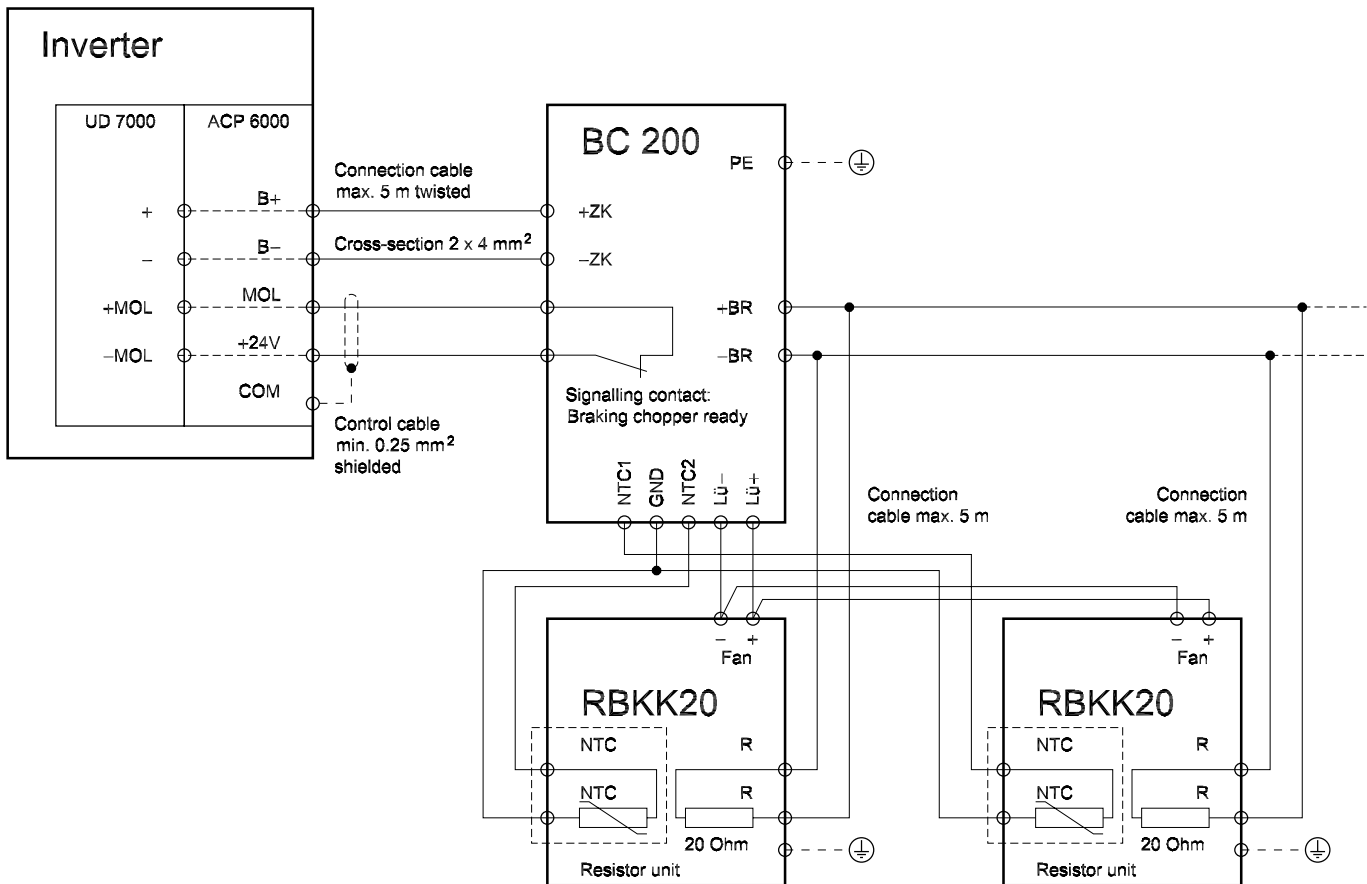 Inverter
UD 7000
ACP 6000
+
B+
−
B−
+MOL
MOL
−MOL
+24V
COM
Connection cable
max. 5 m twisted
Cross-section 2 x 4 mm²
Control cable
min. 0.25 mm²
shielded
BC 200
PE
+ZK
−ZK
+BR
−BR
Signalling contact:
Braking chopper ready
NTC1
GND
NTC2
Lü−
Lü+
Connection
cable max. 5 m
Connection
cable max. 5 m
− +
Fan
RBKK20
NTC
R
NTC
R
20 Ohm
Resistor unit
− +
Fan
RBKK20
NTC
R
NTC
R
20 Ohm
Resistor unit